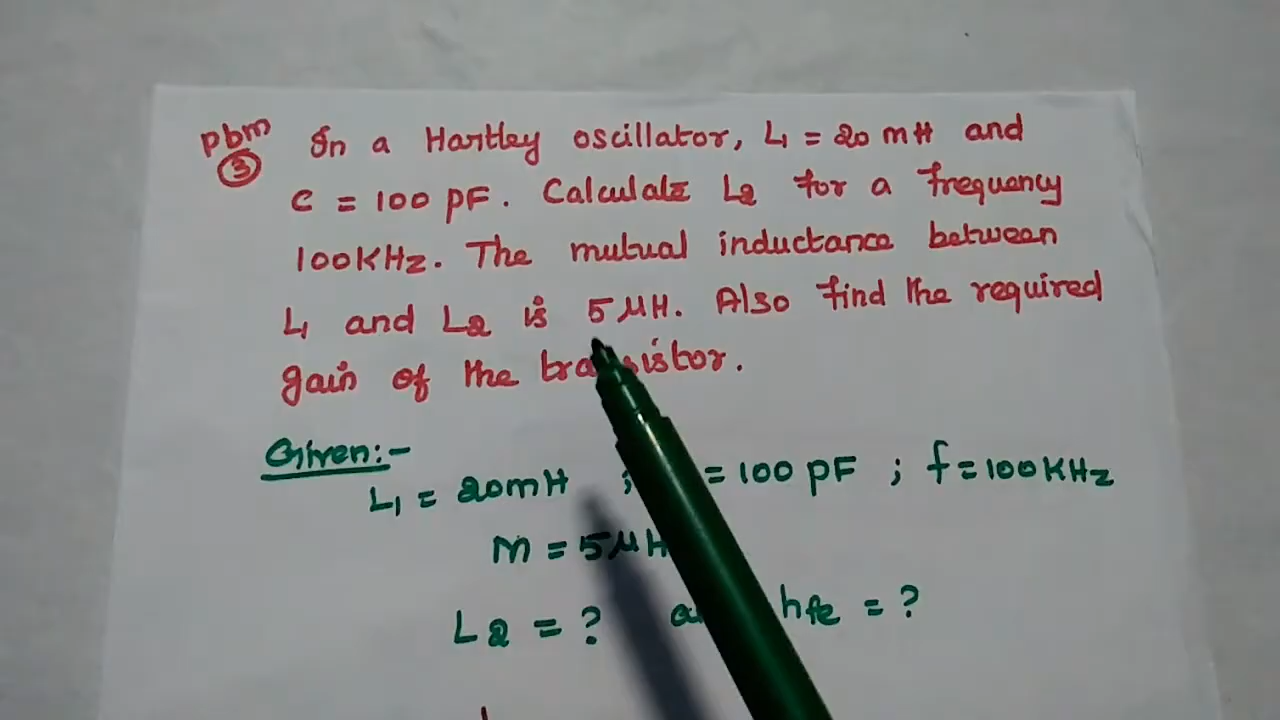 Pbm In a Hartley oscillator, L1 = 20 mH and
③ C = 100 pF. Calculate L2 for a frequency
100KHz. The mutual inductance between
L1 and L2 is 5 μH. Also find the required
gain of the transistor.
Given:-
L1 = 20mH ; = 100 pF ; f = 100KHz
M = 5μH
L2 = ? hfe = ?